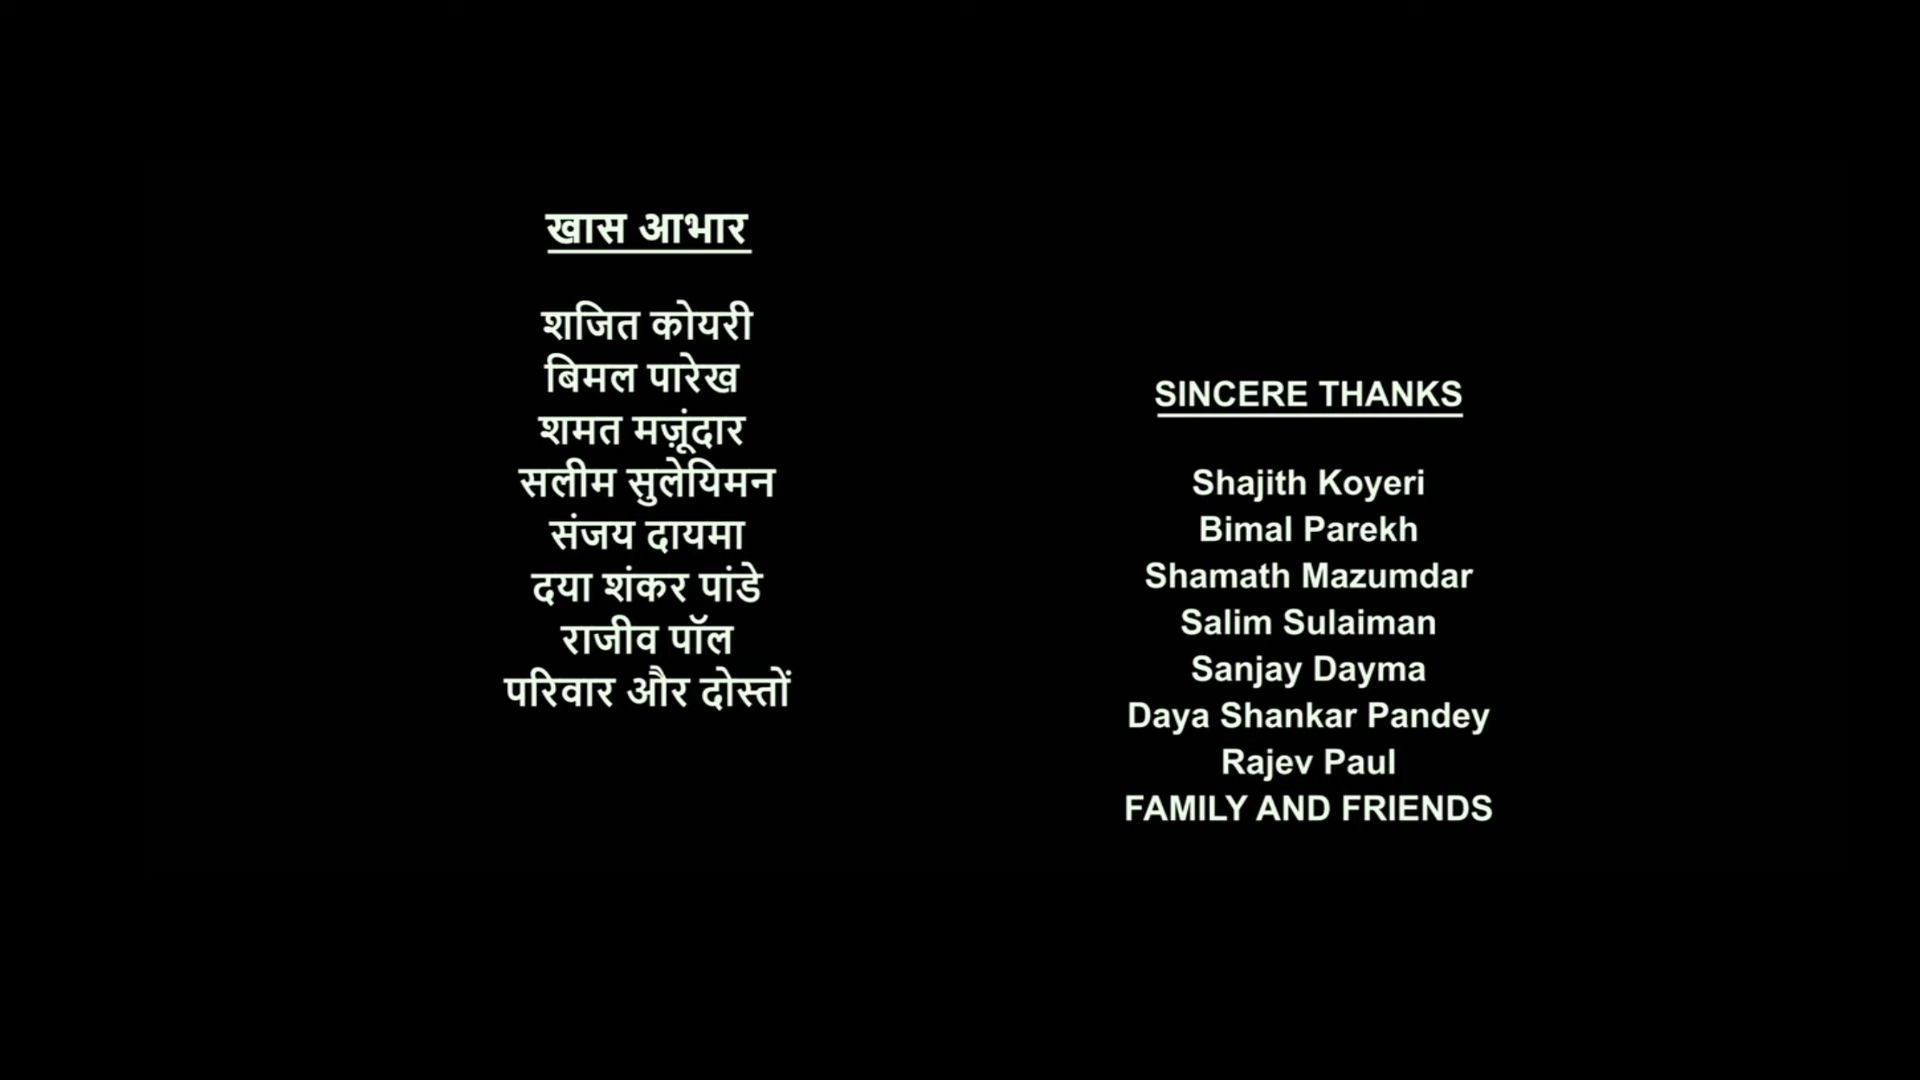 खास आभार
शजित कोयरी
बिमल पारेख
शमत मज़ूंदार
सलीम सुलेयिमन
संजय दायमा
दया शंकर पांडे
राजीव पॉल
परिवार और दोस्तों
SINCERE THANKS
Shajith Koyeri
Bimal Parekh
Shamath Mazumdar
Salim Sulaiman
Sanjay Dayma
Daya Shankar Pandey
Rajev Paul
FAMILY AND FRIENDS